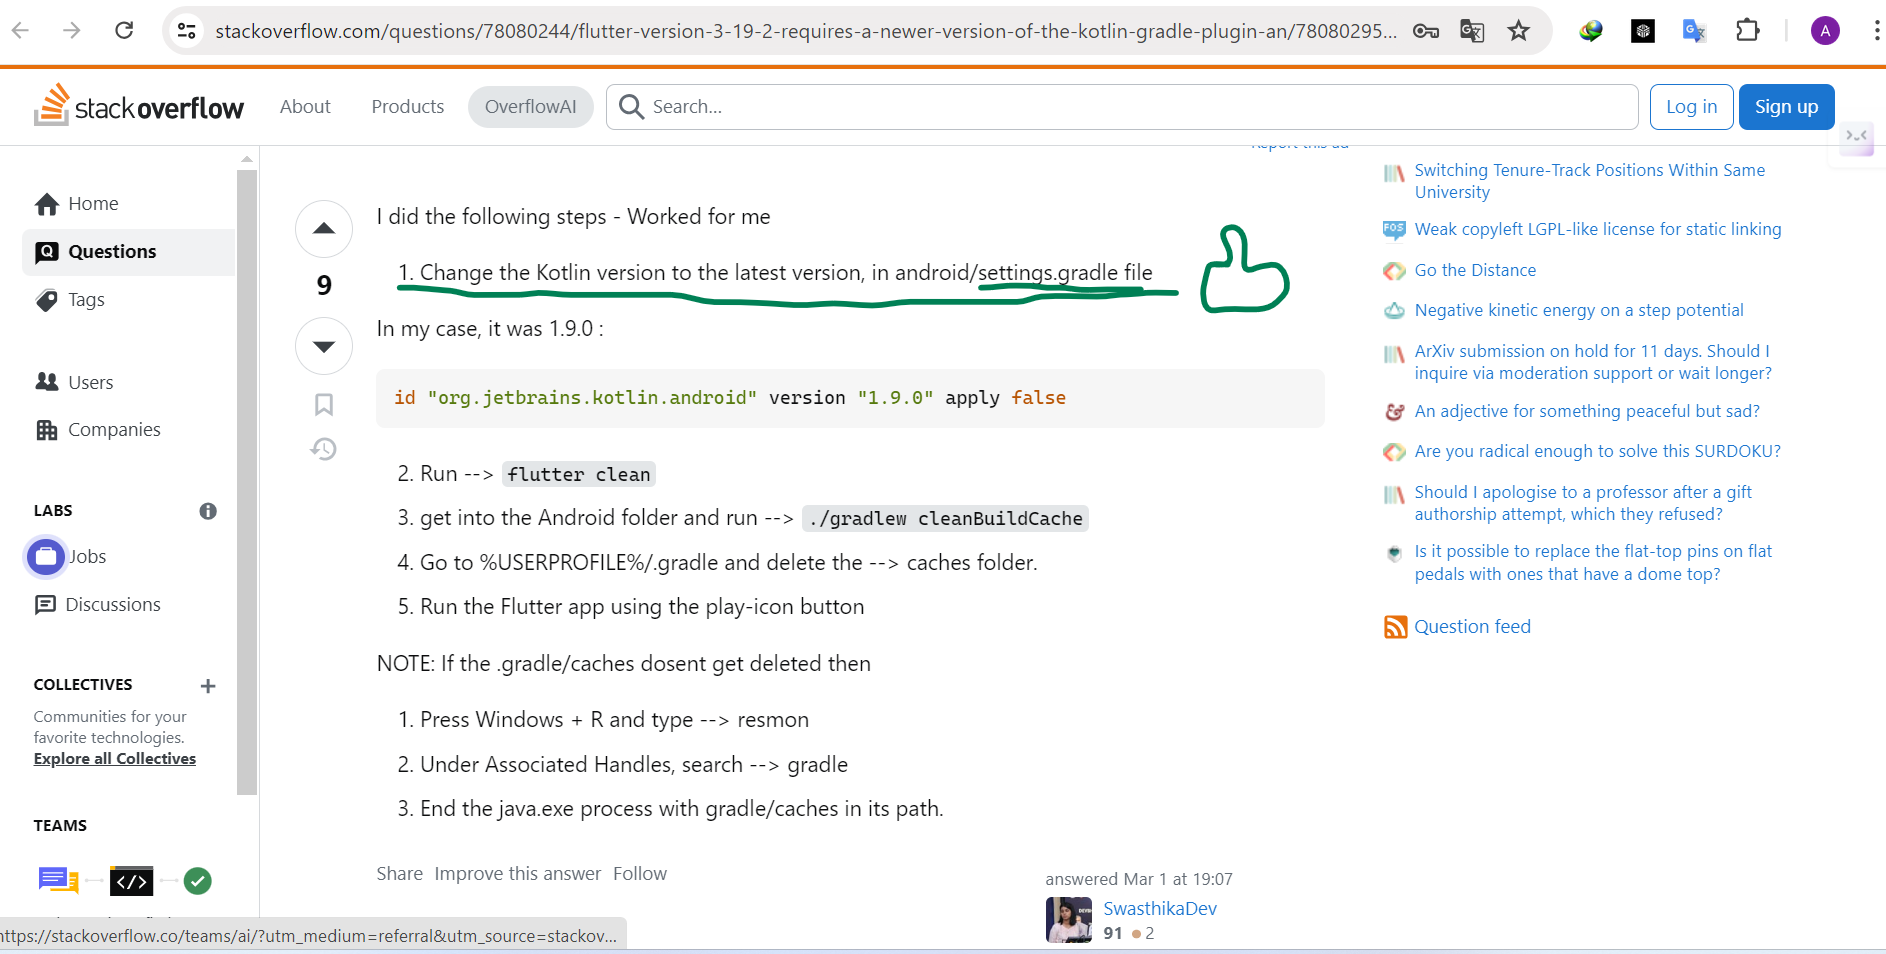 stackoverflow.com/questions/78080244/flutter-version-3-19-2-requires-a-newer-version-of-the-kotlin-gradle-plugin-an/78080295...
A
stackoverflow
About
Products
OverflowAI
Search...
Log in
Sign up
Home
Questions
Tags
Users
Companies
LABS
Jobs
Discussions
COLLECTIVES
Communities for your
favorite technologies.
Explore all Collectives
TEAMS
https://stackoverflow.co/teams/ai/?utm_medium=referral&utm_source=stackov...
Report this ad
9
I did the following steps - Worked for me
1. Change the Kotlin version to the latest version, in android/settings.gradle file
In my case, it was 1.9.0 :
id "org.jetbrains.kotlin.android" version "1.9.0" apply false
2. Run --> flutter clean
3. get into the Android folder and run --> ./gradlew cleanBuildCache
4. Go to %USERPROFILE%/.gradle and delete the --> caches folder.
5. Run the Flutter app using the play-icon button
NOTE: If the .gradle/caches dosent get deleted then
1. Press Windows + R and type --> resmon
2. Under Associated Handles, search --> gradle
3. End the java.exe process with gradle/caches in its path.
Share Improve this answer Follow
answered Mar 1 at 19:07
SwasthikaDev
91 2
Switching Tenure-Track Positions Within Same
University
FOS
Weak copyleft LGPL-like license for static linking
Go the Distance
Negative kinetic energy on a step potential
ArXiv submission on hold for 11 days. Should I
inquire via moderation support or wait longer?
An adjective for something peaceful but sad?
Are you radical enough to solve this SURDOKU?
Should I apologise to a professor after a gift
authorship attempt, which they refused?
Is it possible to replace the flat-top pins on flat
pedals with ones that have a dome top?
Question feed